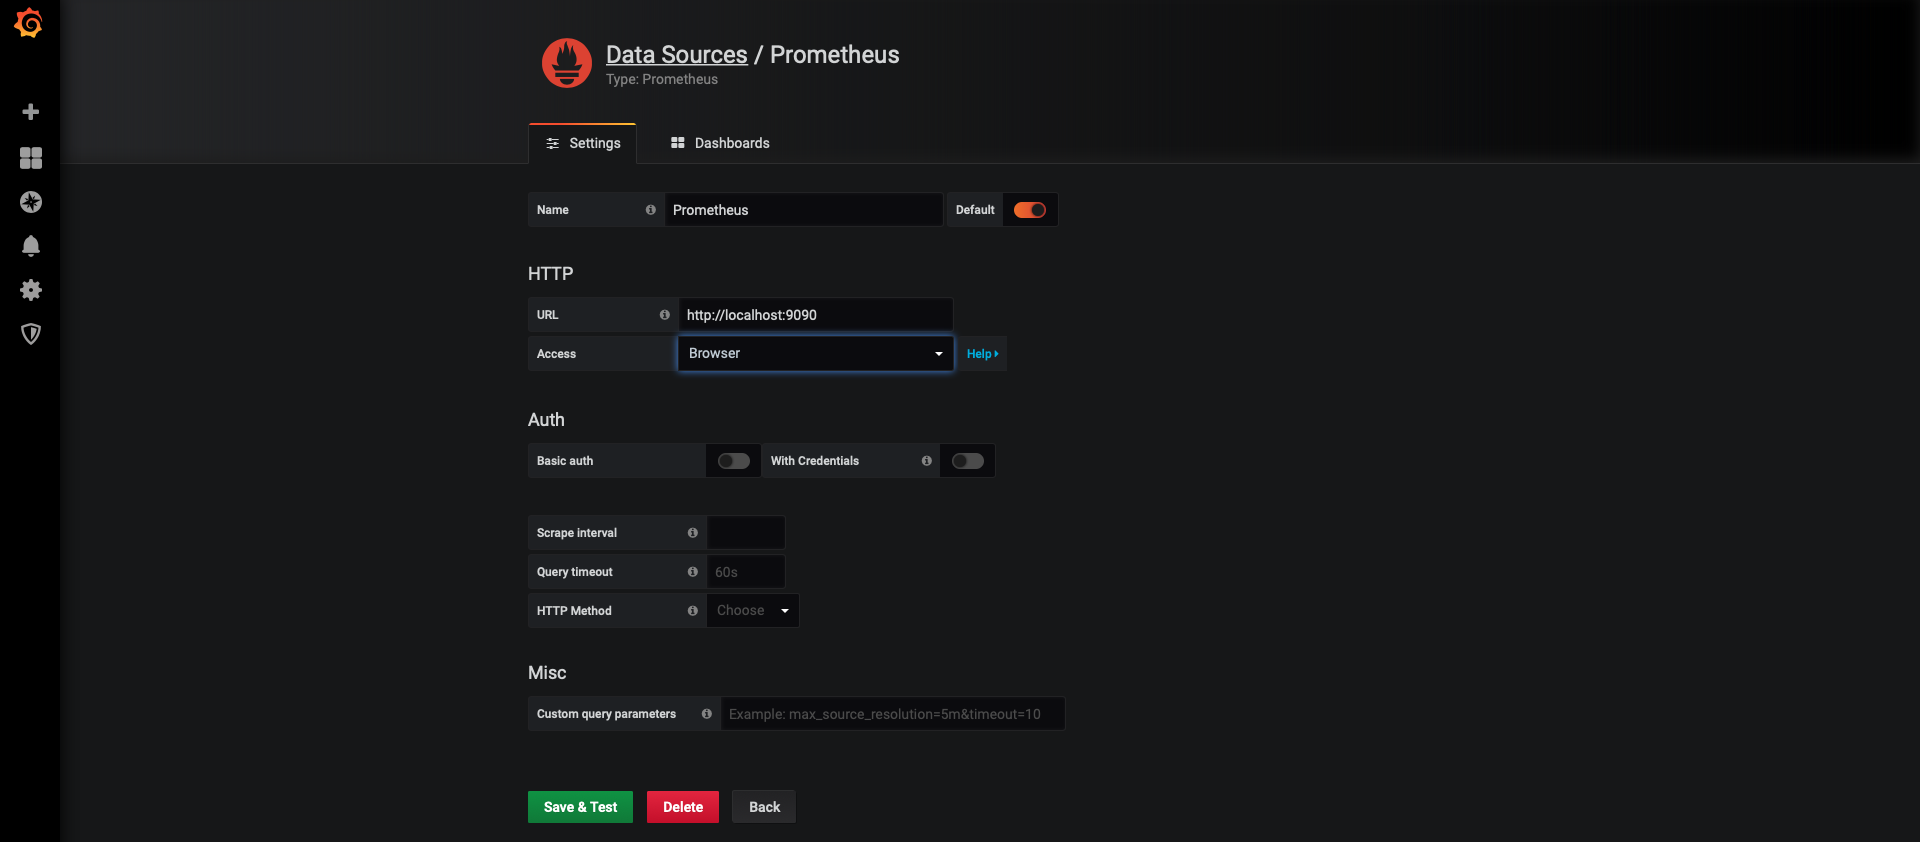 Data Sources / Prometheus
Type: Prometheus
Settings
Dashboards
Name
Prometheus
Default
HTTP
URL
http://localhost:9090
Access
Browser
Help
Auth
Basic auth
With Credentials
Scrape interval
Query timeout
60s
HTTP Method
Choose
Misc
Custom query parameters
Example: max_source_resolution=5m&timeout=10
Save & Test
Delete
Back